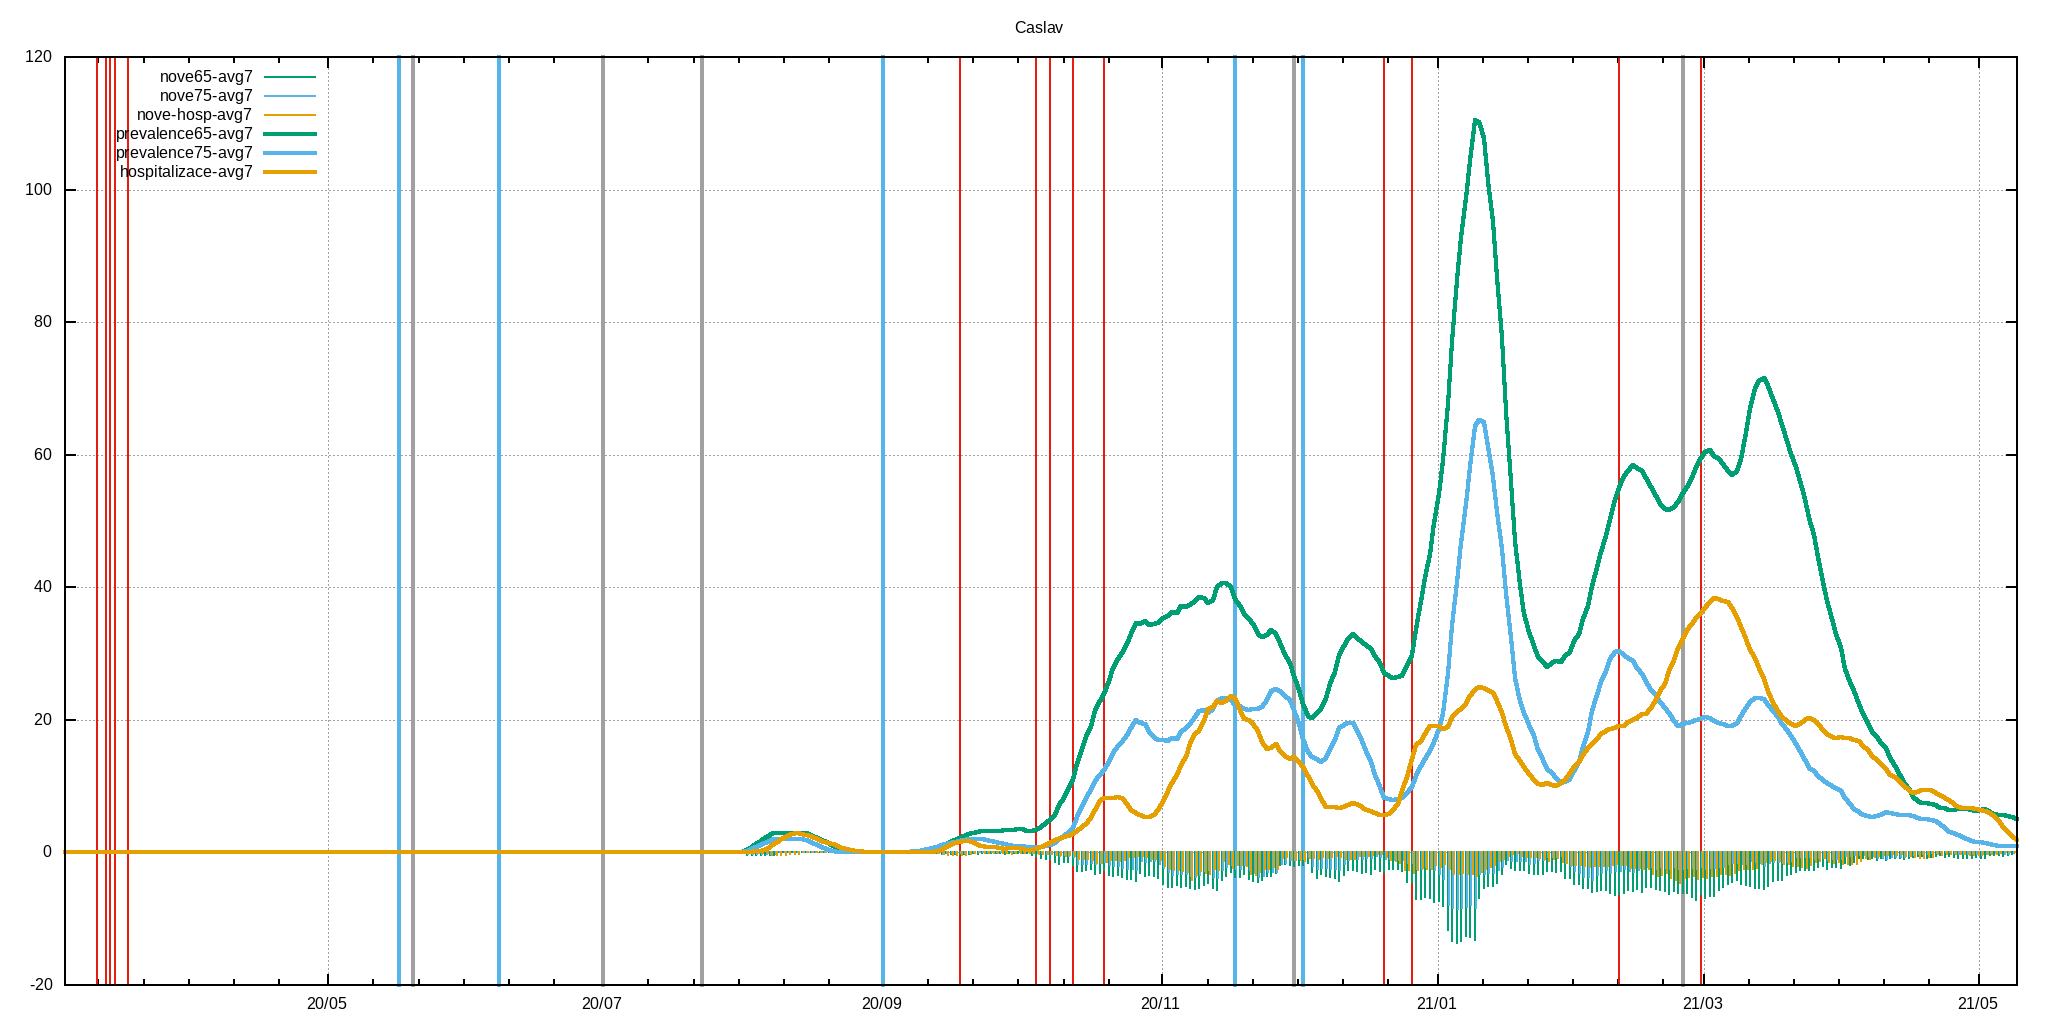 Caslav
120
nove65-avg7
nove75-avg7
nove-hosp-avg7
prevalence65-avg7
prevalence75-avg7
hospitalizace-avg7
100
80
60
40
20
0
-20
20/05 20/07 20/09 20/11 21/01 21/03 21/05